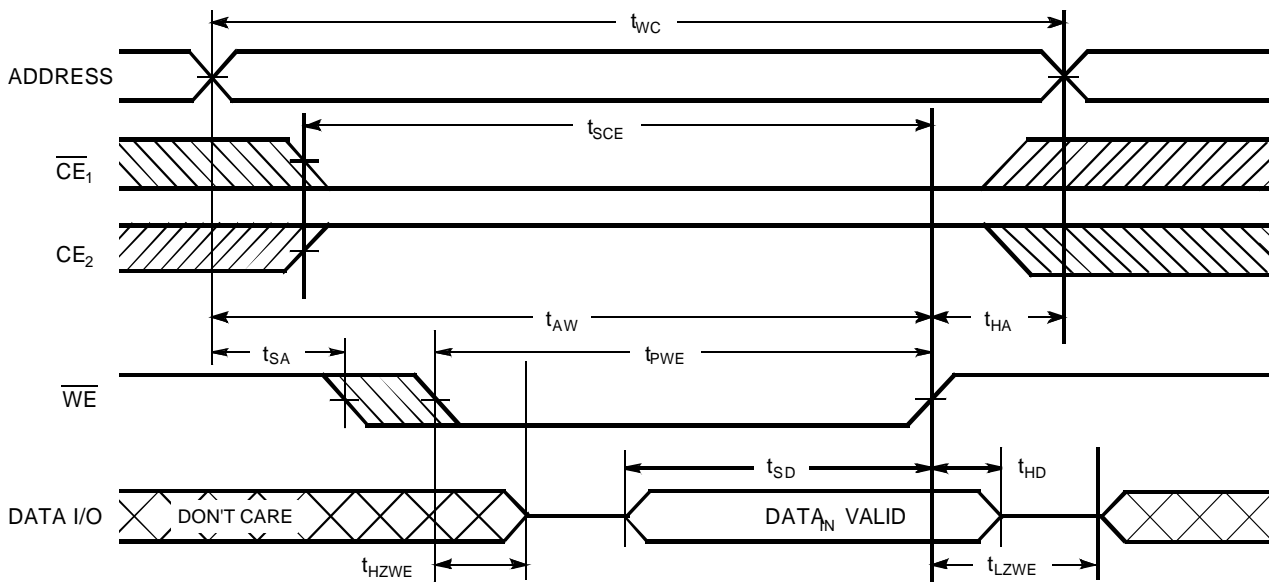 tWC
ADDRESS
tSCE
CE1
CE2
tAW
tHA
tSA
tPWE
WE
tSD
tHD
DATA I/O
DON'T CARE
DATAIN VALID
tHZWE
tLZWE